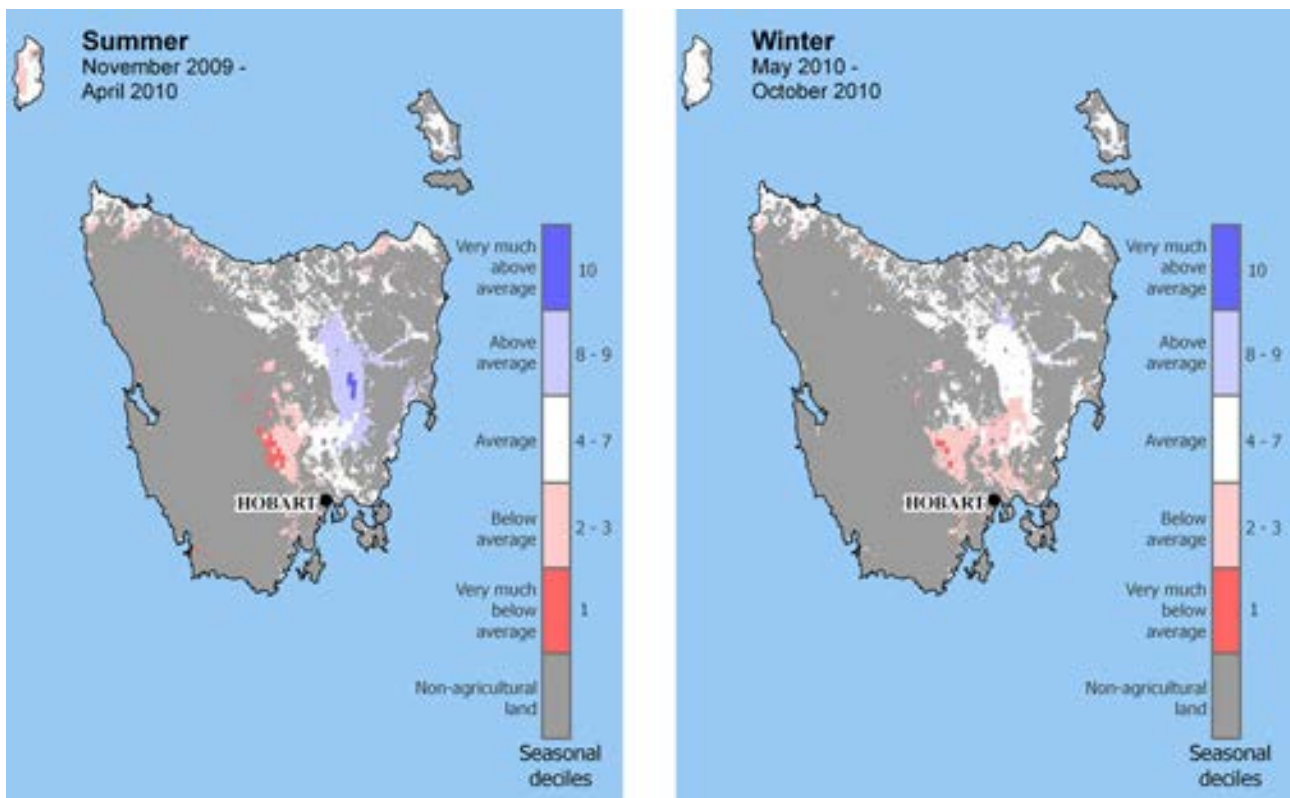 Summer
November 2009 -
April 2010
Very much
above
average
10
Above
average
8 - 9
Average
4 - 7
HOBART
Below
average
2 - 3
Very much
below
average
1
Non-agricultural
land
Seasonal
deciles
Winter
May 2010 -
October 2010
Very much
above
average
10
Above
average
8 - 9
Average
4 - 7
HOBART
Below
average
2 - 3
Very much
below
average
1
Non-agricultural
land
Seasonal
deciles